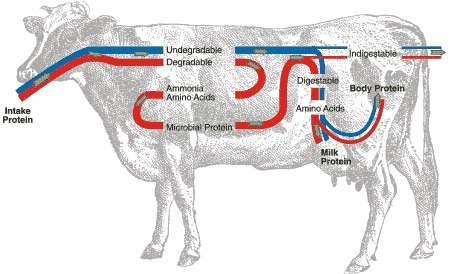 Undegradable
Degradable
Indigestable
Digestable
Ammonia
Amino Acids
Body Protein
Intake
Protein
Amino Acids
Microbial Protein
Milk
Protein